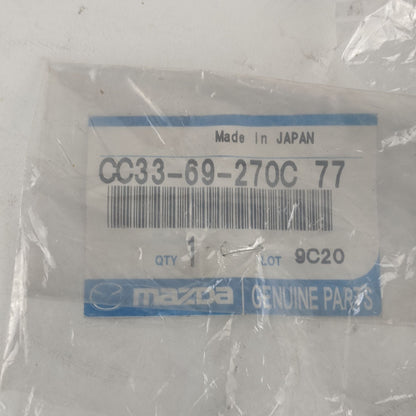 Made in JAPAN
CC33-69-270C 77
QTY 1 LOT 9C20
mazda GENUINE PARTS